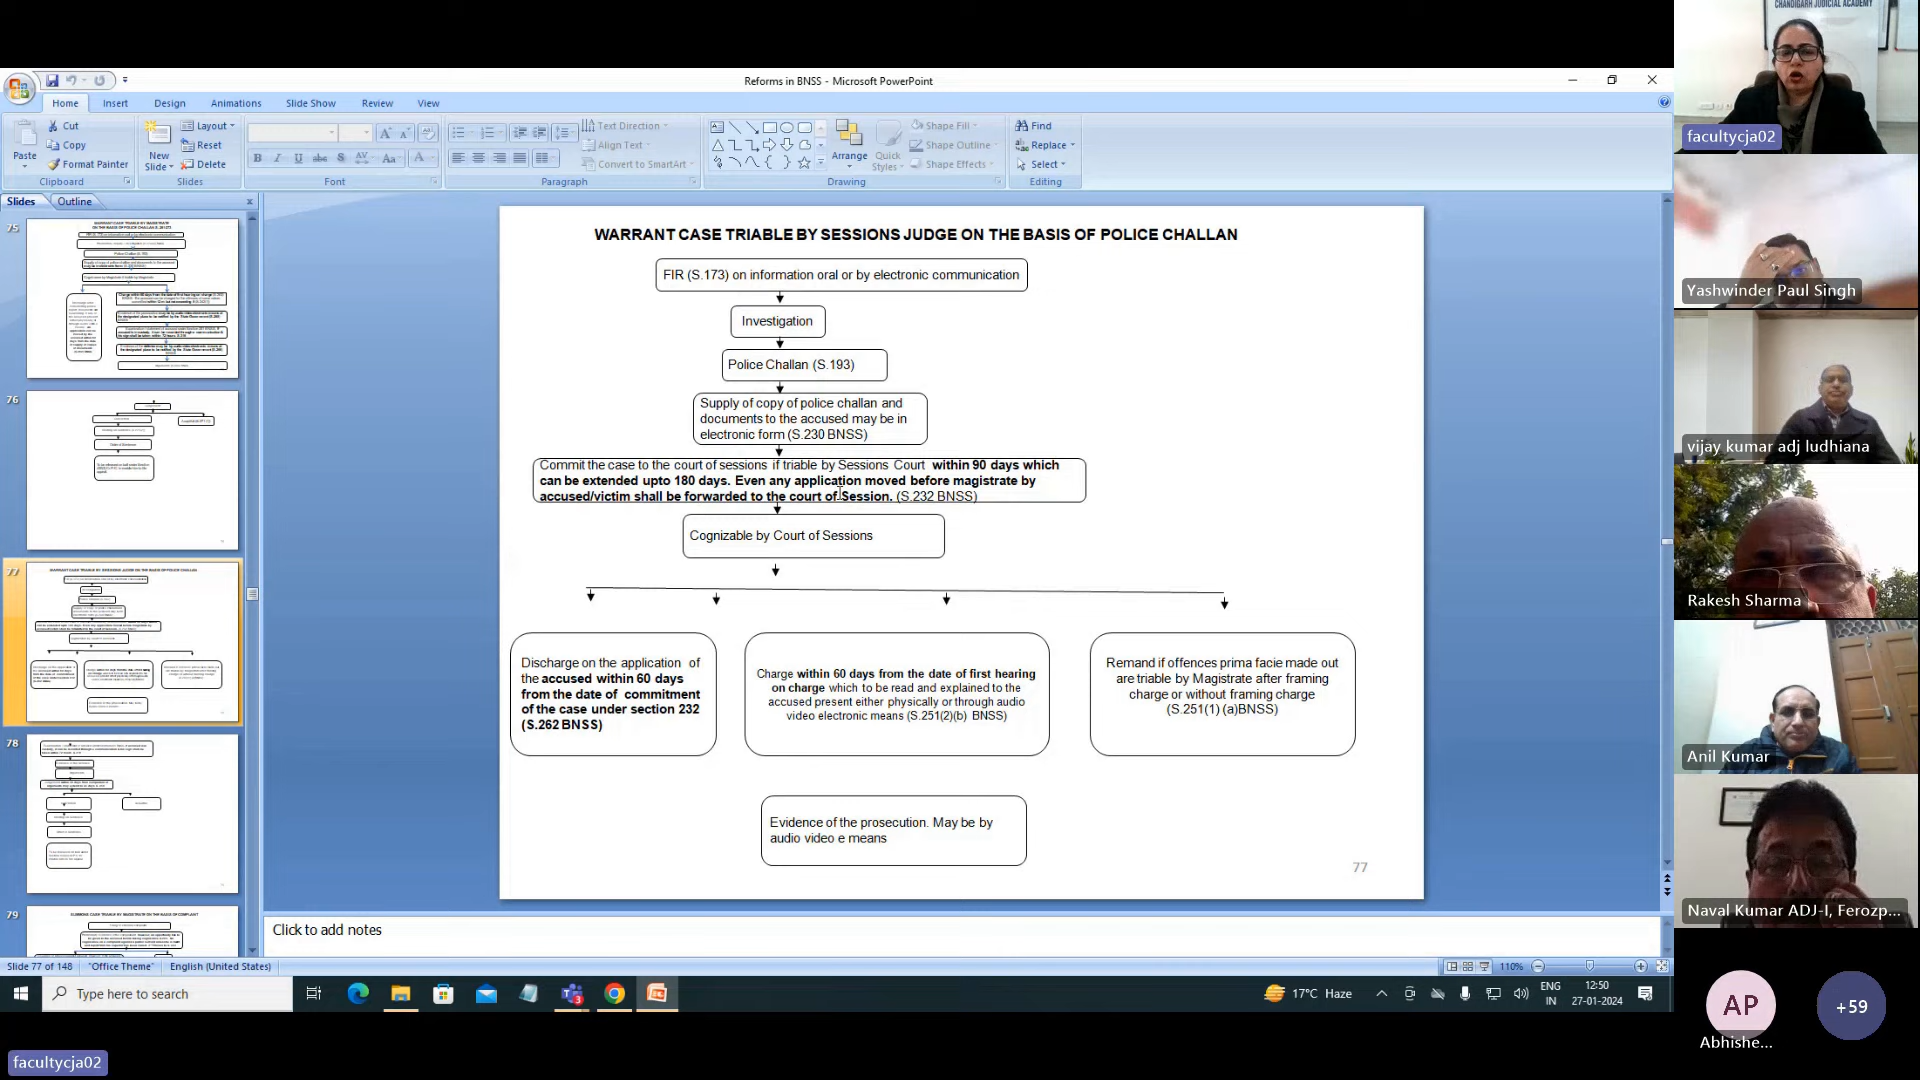 CHANDIGARH JUDICIAL ACADEMY
Reforms in BNSS - Microsoft PowerPoint
Home
Insert
Design
Animations
Slide Show
Review
View
Paste
Cut
Copy
Format Painter
Clipboard
New
Slide
Layout
Reset
Delete
Slides
Font
Text Direction
Align Text
Convert to SmartArt
Paragraph
Arrange
Quick
Styles
Shape Fill
Shape Outline
Shape Effects
Drawing
Find
Replace
Select
Editing
Slides
Outline
75
76
77
78
79
WARRANT CASE TRIABLE BY SESSIONS JUDGE ON THE BASIS OF POLICE CHALLAN
FIR (S.173) on information oral or by electronic communication
Investigation
Police Challan (S.193)
Supply of copy of police challan and
documents to the accused may be in
electronic form (S.230 BNSS)
Commit the case to the court of sessions if triable by Sessions Court within 90 days which
can be extended upto 180 days. Even any application moved before magistrate by
accused/victim shall be forwarded to the court of Session. (S.232 BNSS)
Cognizable by Court of Sessions
Discharge on the application of
the accused within 60 days
from the date of commitment
of the case under section 232
(S.262 BNSS)
Charge within 60 days from the date of first hearing
on charge which to be read and explained to the
accused present either physically or through audio
video electronic means (S.251(2)(b) BNSS)
Remand if offences prima facie made out
are triable by Magistrate after framing
charge or without framing charge
(S.251(1) (a)BNSS)
Evidence of the prosecution. May be by
audio video e means
77
Click to add notes
Slide 77 of 148
"Office Theme"
English (United States)
110%
Type here to search
17°C Haze
ENG
IN
12:50
27-01-2024
facultycja02
Yashwinder Paul Singh
vijay kumar adj ludhiana
Rakesh Sharma
Anil Kumar
Naval Kumar ADJ-I, Ferozp...
AP
Abhishe...
+59
facultycja02